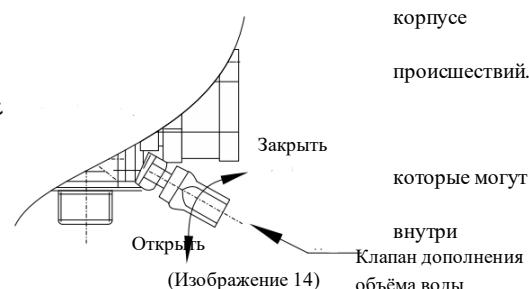 корпусе
происшествий.
Закрыть
которые могут
внутри
Открыть
Клапан дополнения
объёма воды
(Изображение 14)